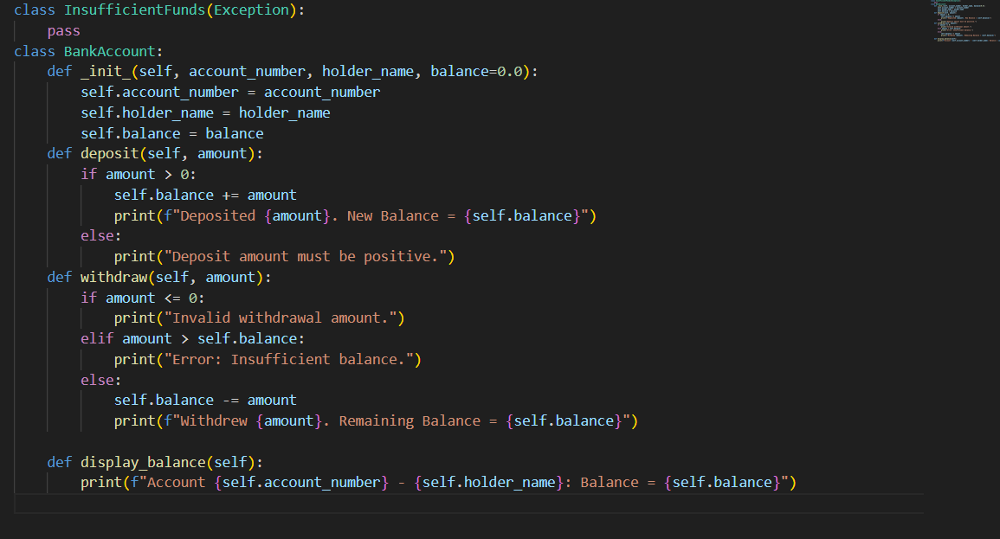 class InsufficientFunds(Exception):
    pass
class BankAccount:
    def _init_(self, account_number, holder_name, balance=0.0):
        self.account_number = account_number
        self.holder_name = holder_name
        self.balance = balance
    def deposit(self, amount):
        if amount > 0:
            self.balance += amount
            print(f"Deposited {amount}. New Balance = {self.balance}")
        else:
            print("Deposit amount must be positive.")
    def withdraw(self, amount):
        if amount <= 0:
            print("Invalid withdrawal amount.")
        elif amount > self.balance:
            print("Error: Insufficient balance.")
        else:
            self.balance -= amount
            print(f"Withdrew {amount}. Remaining Balance = {self.balance}")

    def display_balance(self):
        print(f"Account {self.account_number} - {self.holder_name}: Balance = {self.balance}")